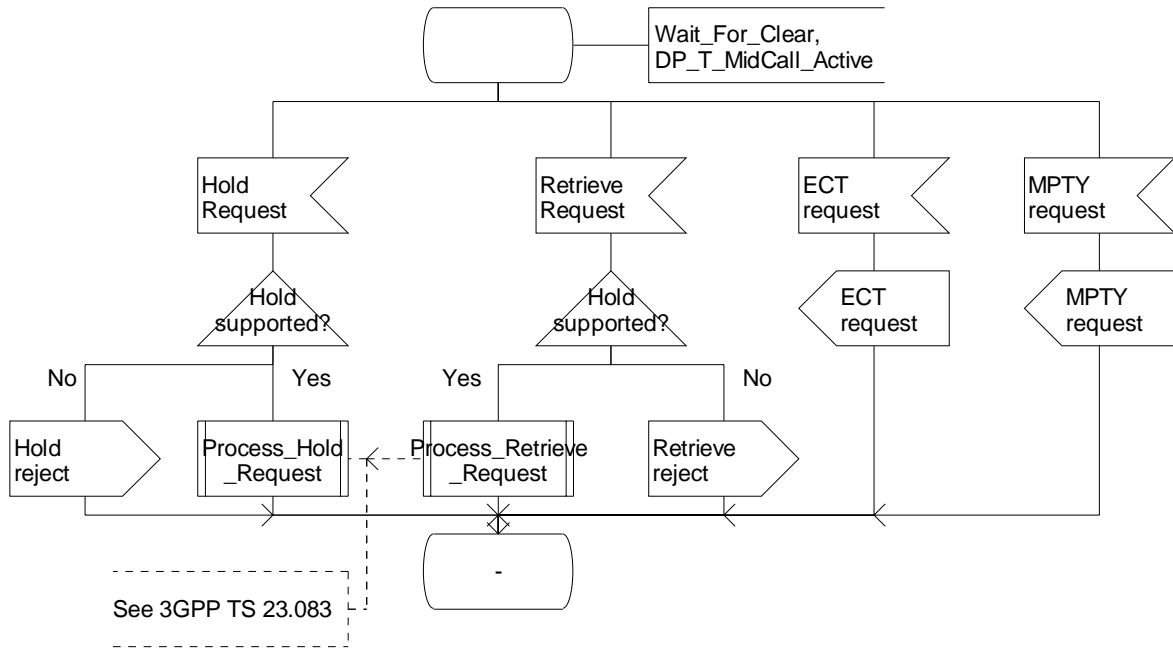 Wait_For_Clear,
DP_T_MidCall_Active
Hold
Request
Retrieve
Request
ECT
request
MPTY
request
Hold
supported?
Hold
supported?
ECT
request
MPTY
request
No
Yes
Yes
No
Hold
reject
Process_Hold
_Request
Process_Retrieve
_Request
Retrieve
reject
-
See 3GPP TS 23.083